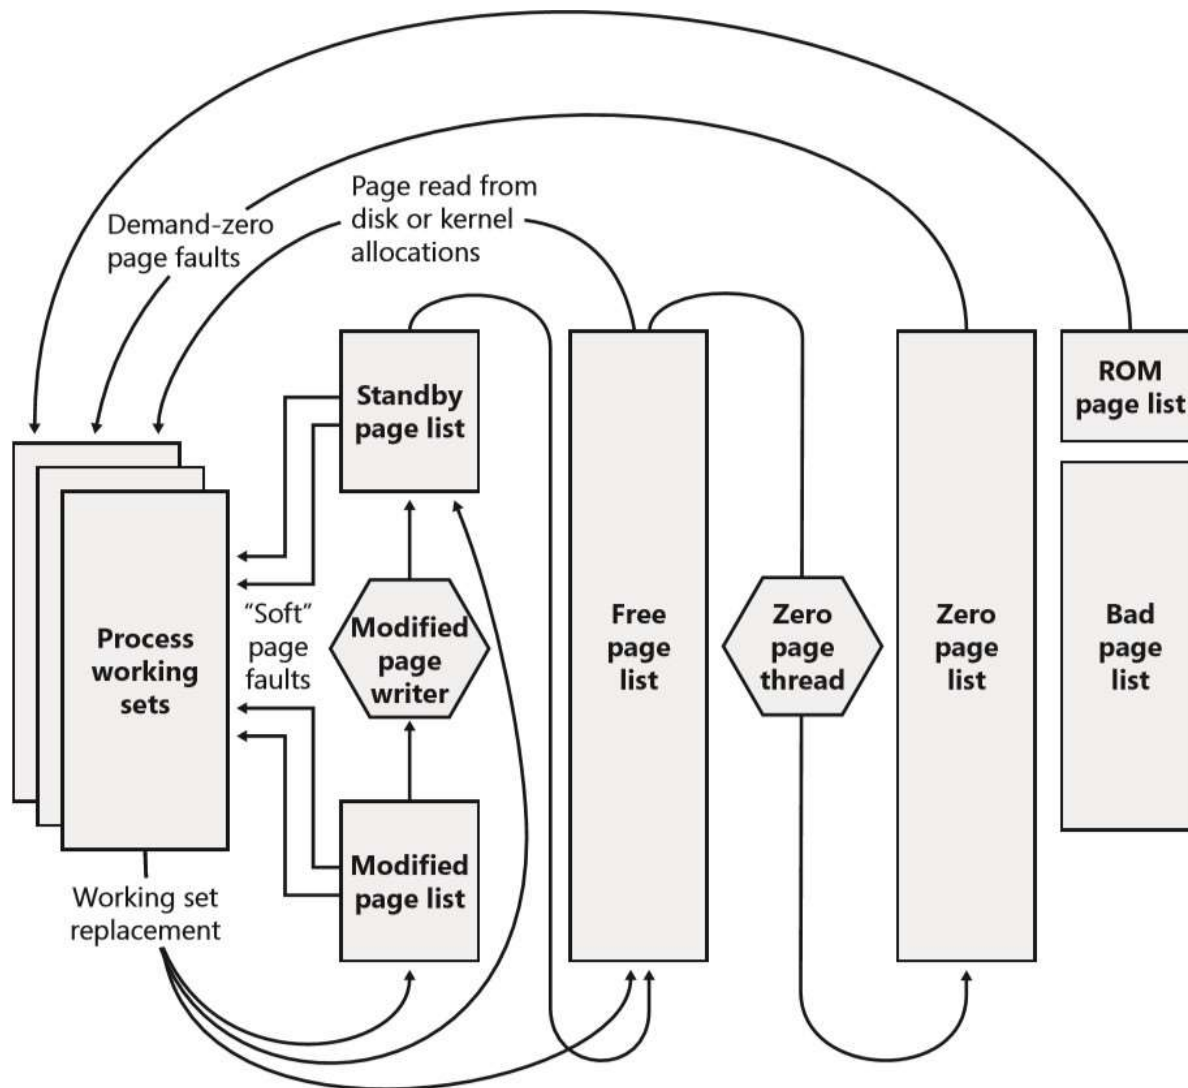 Page read from
disk or kernel
allocations
Demand-zero
page faults
Standby
page list
ROM
page list
Process
working
sets
“Soft”
page
faults
Modified
page
writer
Free
page
list
Zero
page
thread
Zero
page
list
Bad
page
list
Modified
page list
Working set
replacement